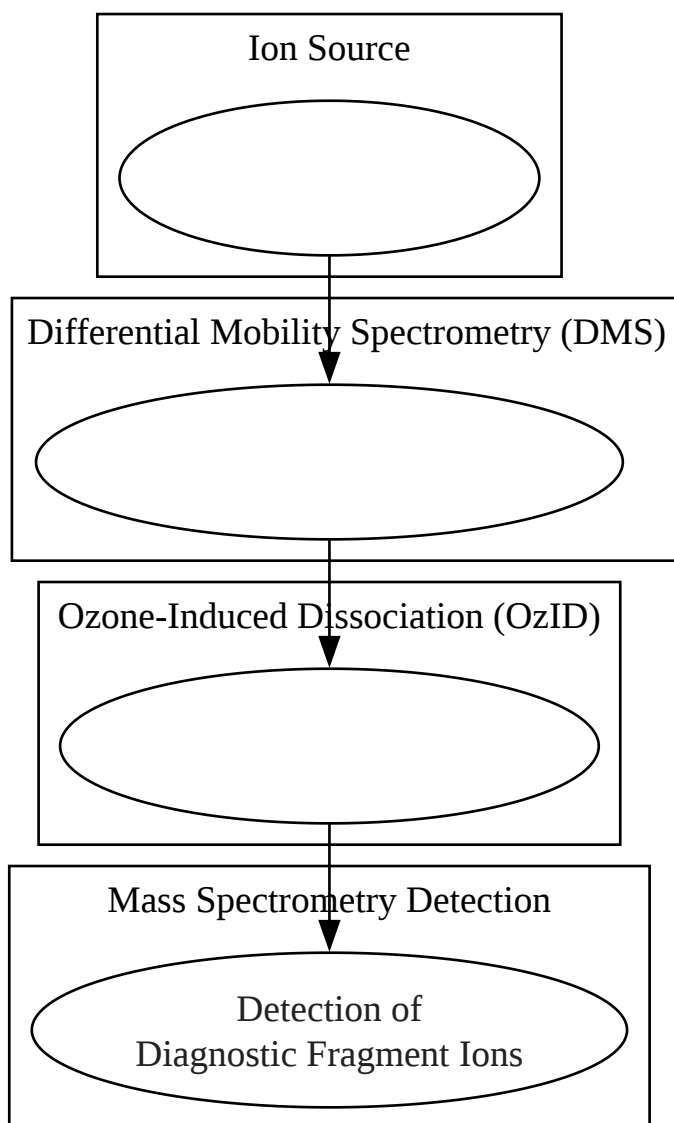 Ion Source
Differential Mobility Spectrometry (DMS)
Ozone-Induced Dissociation (OzID)
Mass Spectrometry Detection
Detection of
Diagnostic Fragment Ions